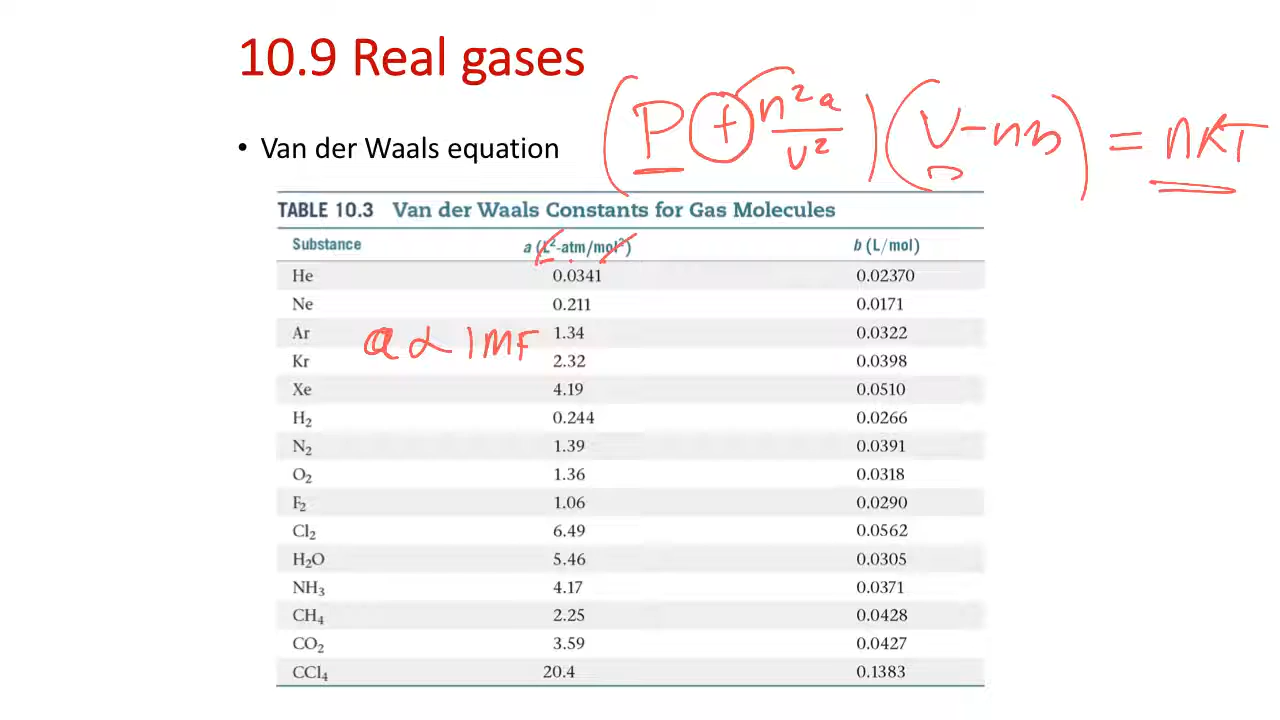 10.9 Real gases
(P + n²a/v²)(V - nb) = nRT
• Van der Waals equation
TABLE 10.3 Van der Waals Constants for Gas Molecules
Substance a (L²-atm/mol²) b (L/mol)
He 0.0341 0.02370
Ne 0.211 0.0171
Ar 1.34 0.0322
a α IMF
Kr 2.32 0.0398
Xe 4.19 0.0510
H₂ 0.244 0.0266
N₂ 1.39 0.0391
O₂ 1.36 0.0318
F₂ 1.06 0.0290
Cl₂ 6.49 0.0562
H₂O 5.46 0.0305
NH₃ 4.17 0.0371
CH₄ 2.25 0.0428
CO₂ 3.59 0.0427
CCl₄ 20.4 0.1383